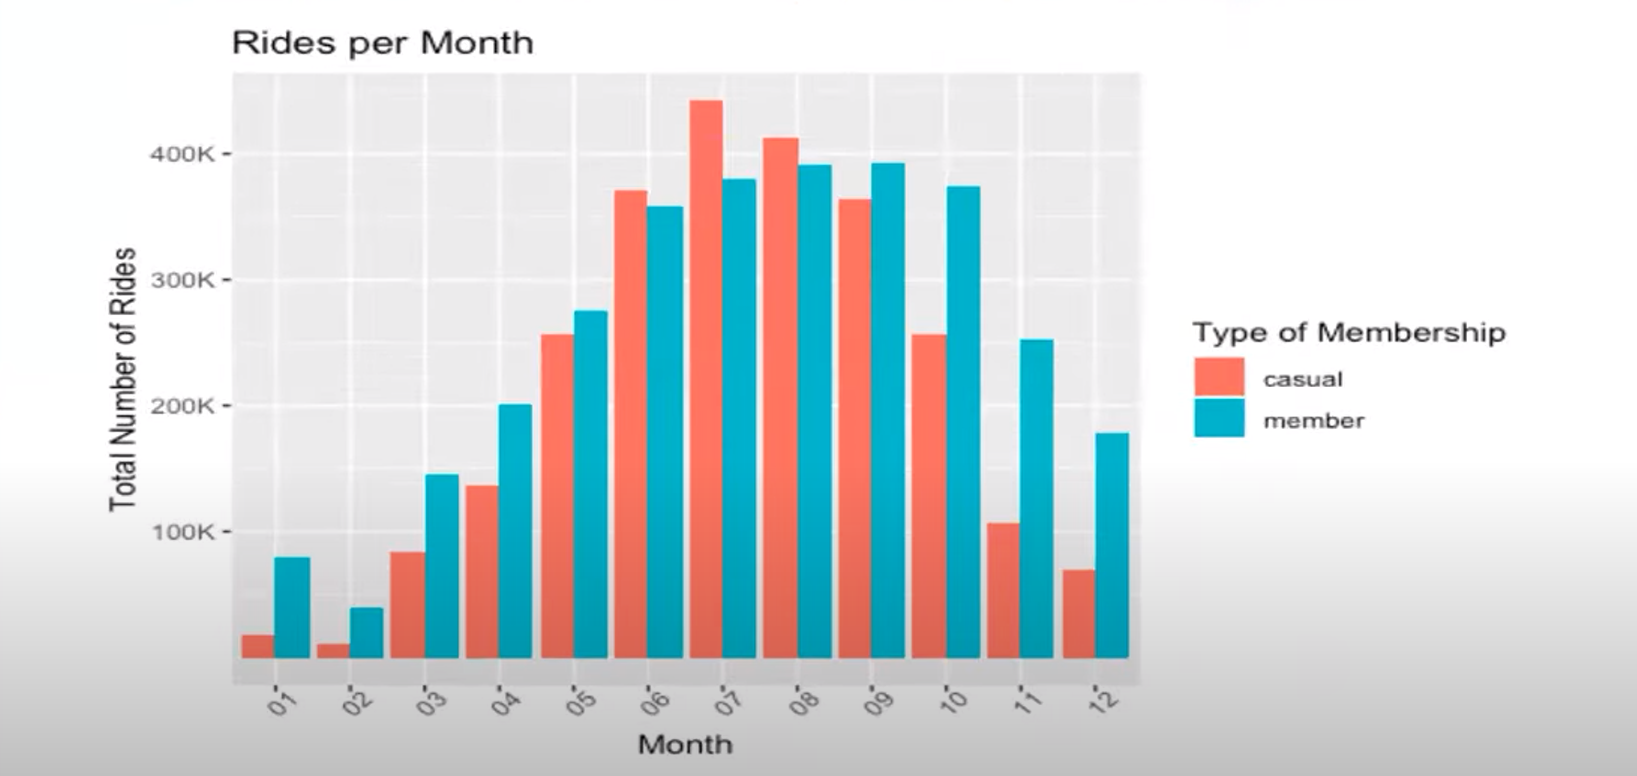 Rides per Month
Total Number of Rides
400K
300K
200K
100K
01 02 03 04 05 06 07 08 09 10 11 12
Month
Type of Membership
casual
member